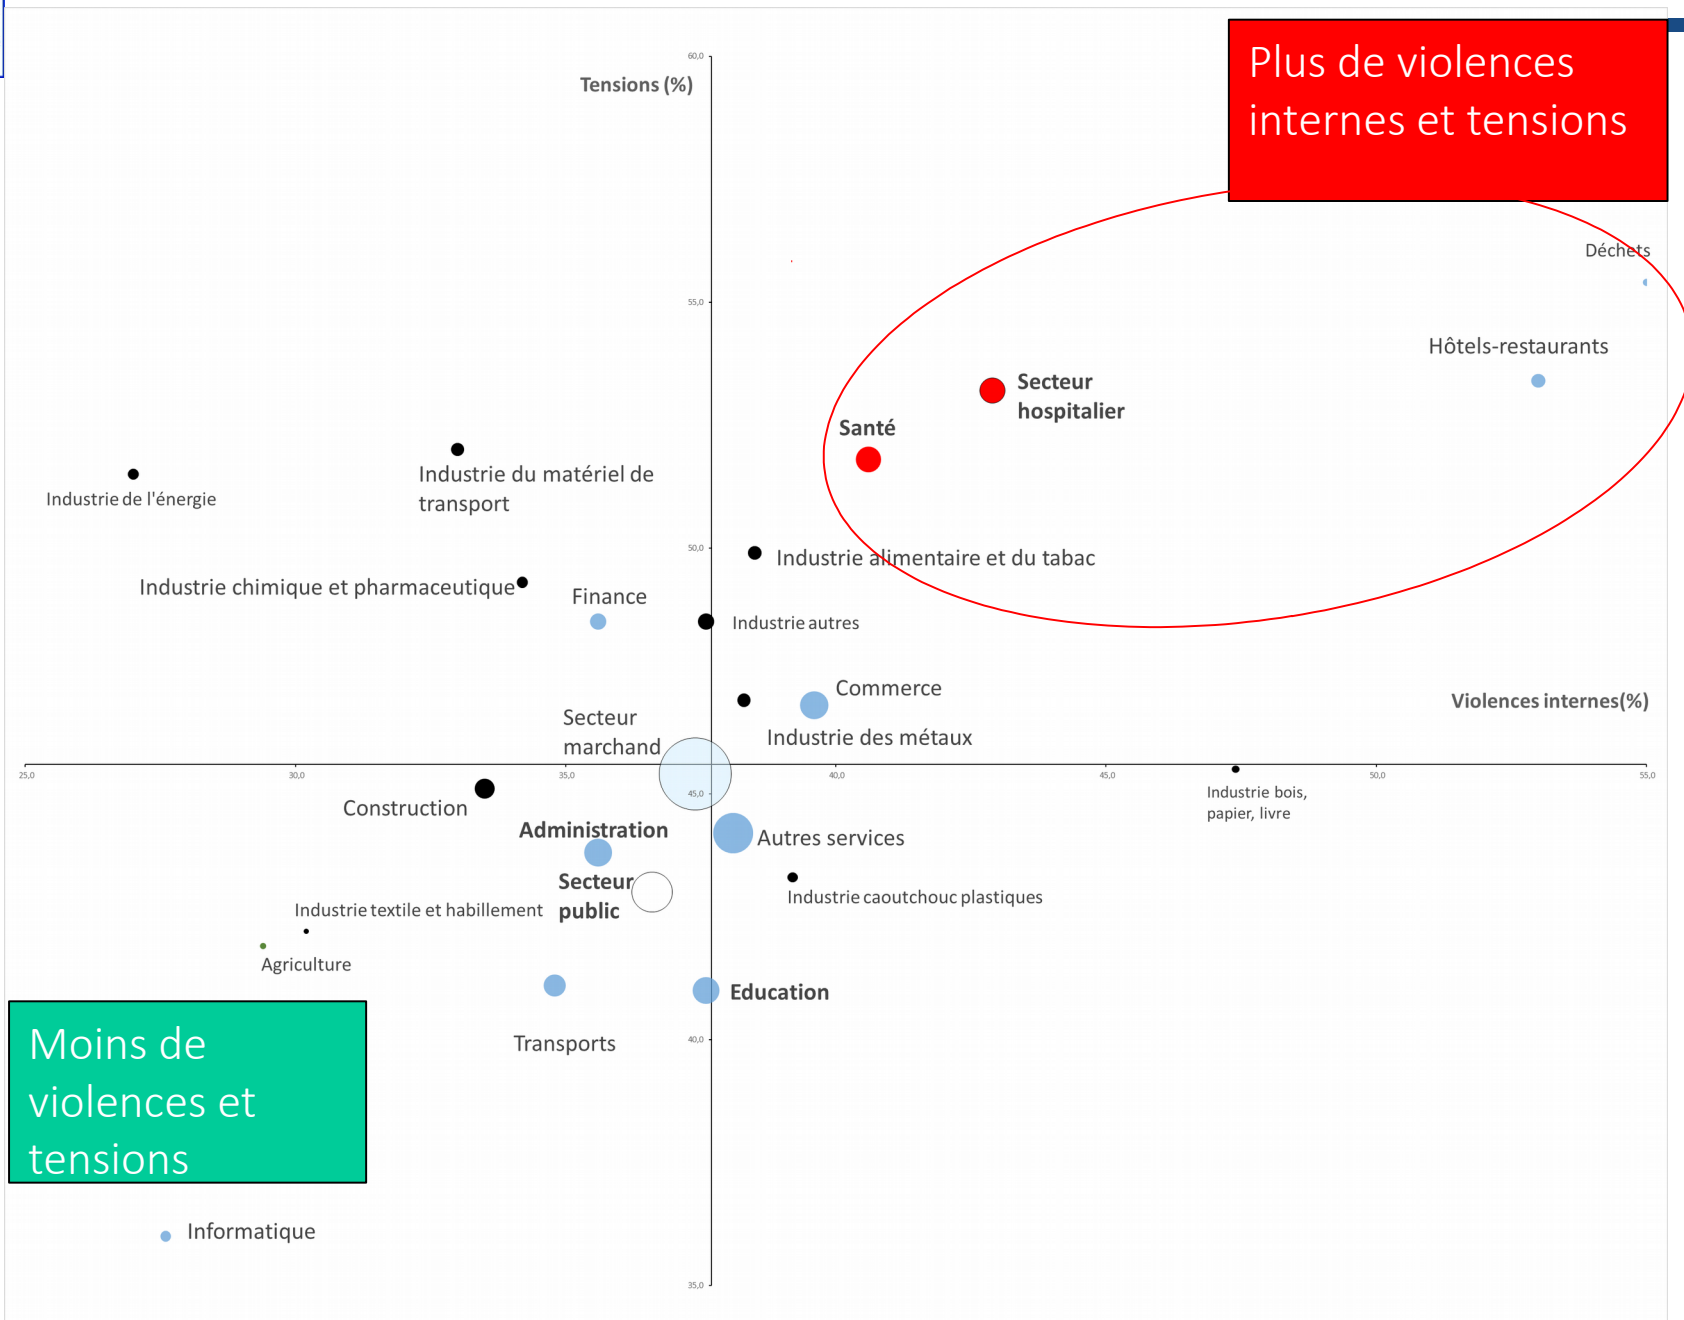 60,0
Tensions (%)
Plus de violences
internes et tensions
Déchets
55,0
Hôtels-restaurants
Secteur
hospitalier
Santé
Industrie du matériel de
transport
Industrie de l'énergie
50,0
Industrie alimentaire et du tabac
Industrie chimique et pharmaceutique
Finance
Industrie autres
Commerce
Violences internes(%)
Secteur
marchand
Industrie des métaux
25,0
30,0
35,0
40,0
45,0
50,0
55,0
45,0
Industrie bois,
papier, livre
Construction
Administration
Autres services
Secteur
public
Industrie caoutchouc plastiques
Industrie textile et habillement
Agriculture
Education
Transports
40,0
Moins de
violences et
tensions
Informatique
35,0